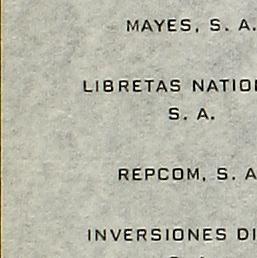 MAYES, S. A.
LIBRETAS NATIO
S. A.
REPCOM, S. A
INVERSIONES DI